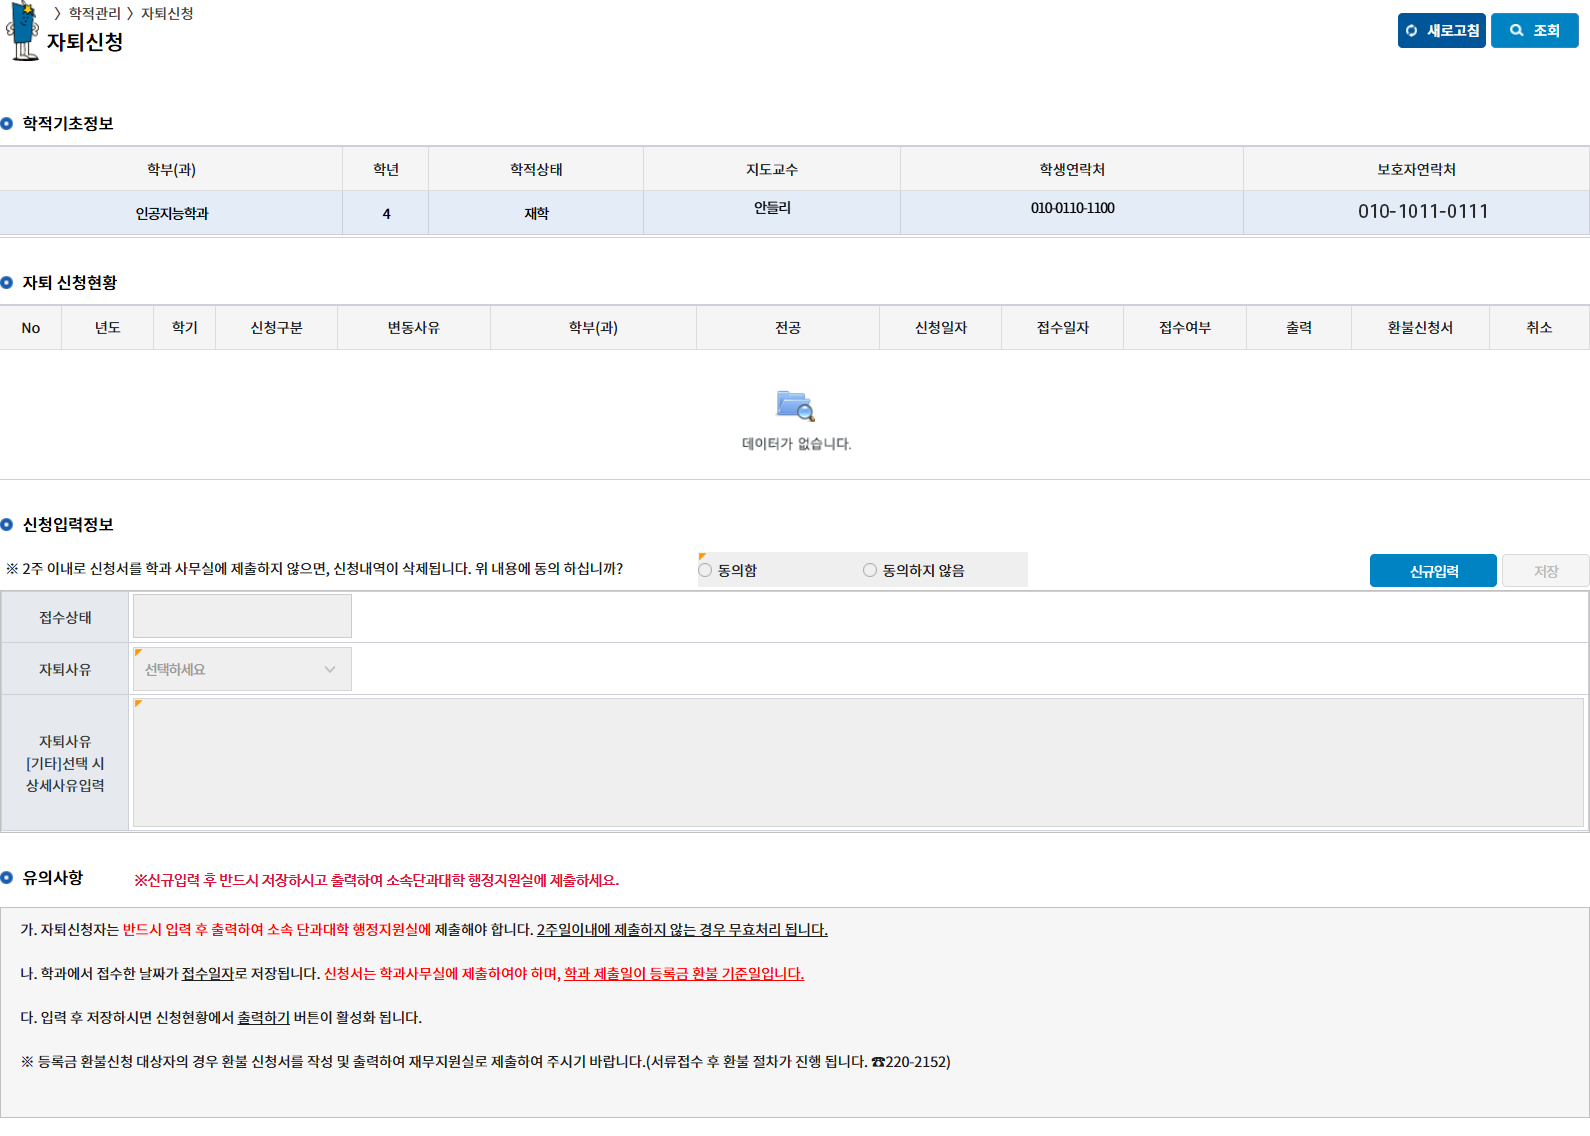 〉 학적관리 〉 자퇴신청
자퇴신청
새로고침 조회
학적기초정보
학부(과) 학년 학적상태 지도교수 학생연락처 보호자연락처
인공지능학과 4 재학 안들리 010-0110-1100 010-1011-0111
자퇴 신청현황
No 년도 학기 신청구분 변동사유 학부(과) 전공 신청일자 접수일자 접수여부 출력 환불신청서 취소
데이터가 없습니다.
신청입력정보
※ 2주 이내로 신청서를 학과 사무실에 제출하지 않으면, 신청내역이 삭제됩니다. 위 내용에 동의 하십니까? 동의함 동의하지 않음 신규입력 저장
접수상태
자퇴사유 선택하세요
자퇴사유
[기타]선택 시
상세사유입력
유의사항 ※신규입력 후 반드시 저장하시고 출력하여 소속단과대학 행정지원실에 제출하세요.
가. 자퇴신청자는 반드시 입력 후 출력하여 소속 단과대학 행정지원실에 제출해야 합니다. 2주일이내에 제출하지 않는 경우 무효처리 됩니다.
나. 학과에서 접수한 날짜가 접수일자로 저장됩니다. 신청서는 학과사무실에 제출하여야 하며, 학과 제출일이 등록금 환불 기준일입니다.
다. 입력 후 저장하시면 신청현황에서 출력하기 버튼이 활성화 됩니다.
※ 등록금 환불신청 대상자의 경우 환불 신청서를 작성 및 출력하여 재무지원실로 제출하여 주시기 바랍니다.(서류접수 후 환불 절차가 진행 됩니다. ☎220-2152)